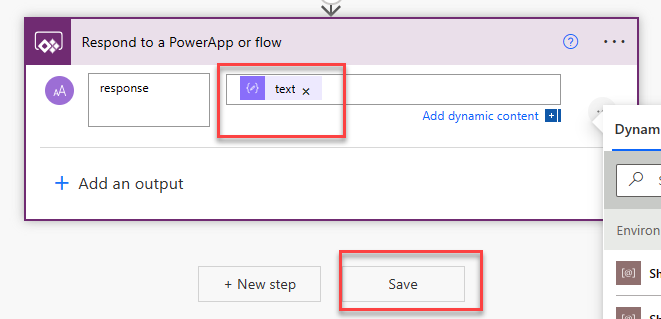 Respond to a PowerApp or flow
AA
response
text
Add dynamic content
Dynam
+ Add an output
Environ
+ New step
Save
Sh
Sh